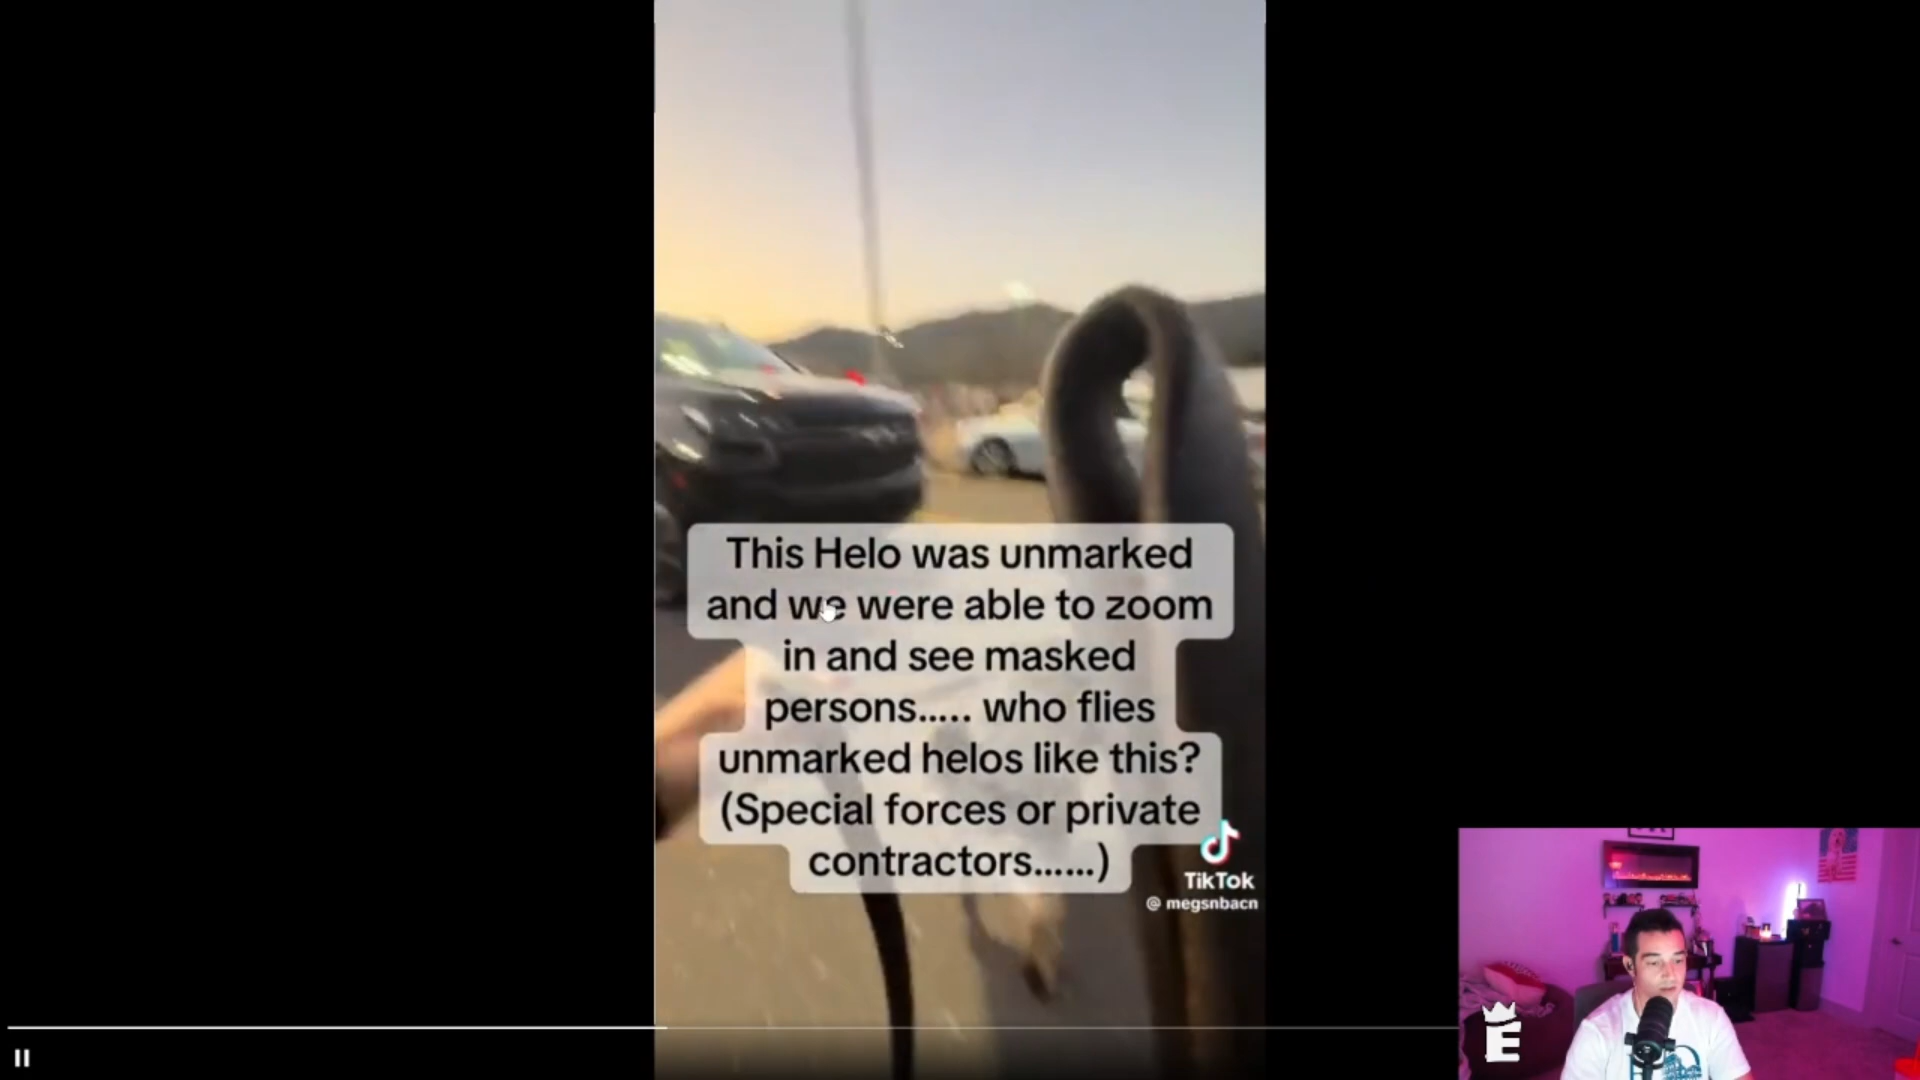 This Helo was unmarked
and we were able to zoom
in and see masked
persons..... who flies
unmarked helos like this?
(Special forces or private
contractors......)
TikTok
@ megsnbacn
E